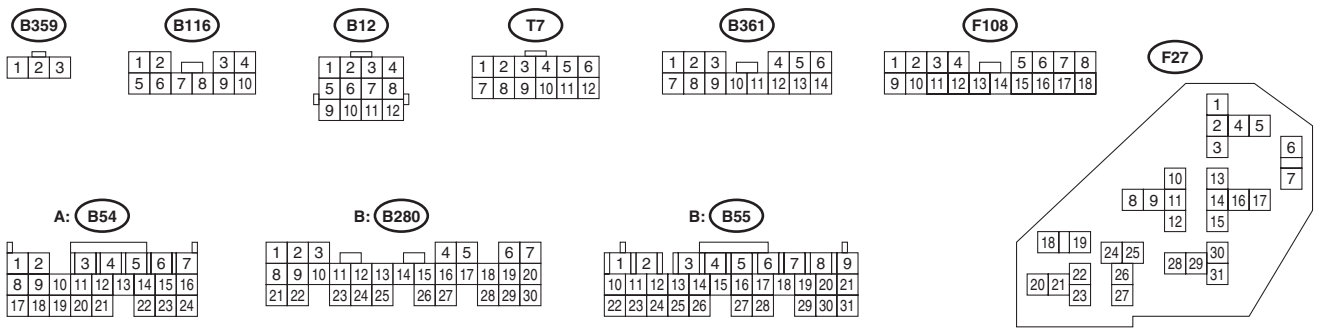 B359
1 2 3
B116
1 2 3 4
5 6 7 8 9 10
B12
1 2 3 4
5 6 7 8
9 10 11 12
T7
1 2 3 4 5 6
7 8 9 10 11 12
B361
1 2 3 4 5 6
7 8 9 10 11 12 13 14
F108
1 2 3 4 5 6 7 8
9 10 11 12 13 14 15 16 17 18
F27
1
2 4 5
3
6
7
10
8 9 11
12
13
14 16 17
15
18 19
20 21 22
23
24 25
26
27
28 29 30
31
A: B54
1 2 3 4 5 6 7
8 9 10 11 12 13 14 15 16
17 18 19 20 21 22 23 24
B: B280
1 2 3 4 5 6 7
8 9 10 11 12 13 14 15 16 17 18 19 20
21 22 23 24 25 26 27 28 29 30
B: B55
1 2 3 4 5 6 7 8 9
10 11 12 13 14 15 16 17 18 19 20 21
22 23 24 25 26 27 28 29 30 31